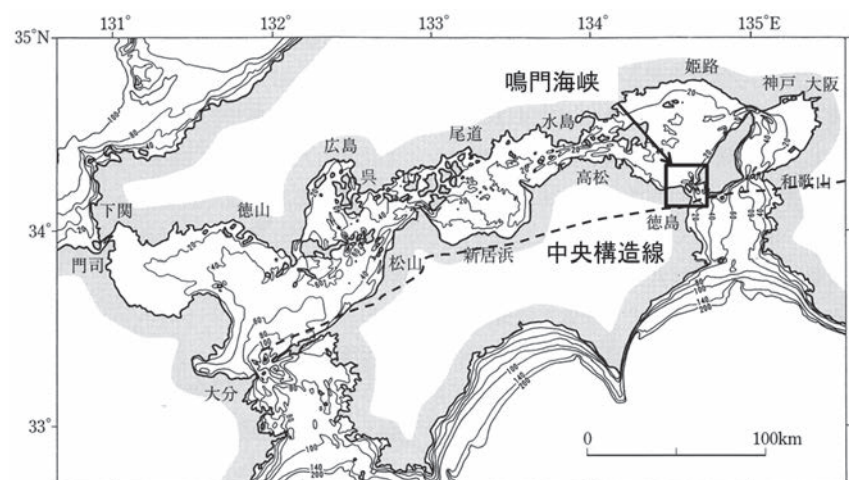 131° 132° 133° 134° 135°E
35°N
34°
33°
鳴門海峡
姫路
神戸
大阪
水島
尾道
広島
呉
高松
和歌山
徳島
下関
徳山
門司
松山
新居浜
中央構造線
大分
0 100km